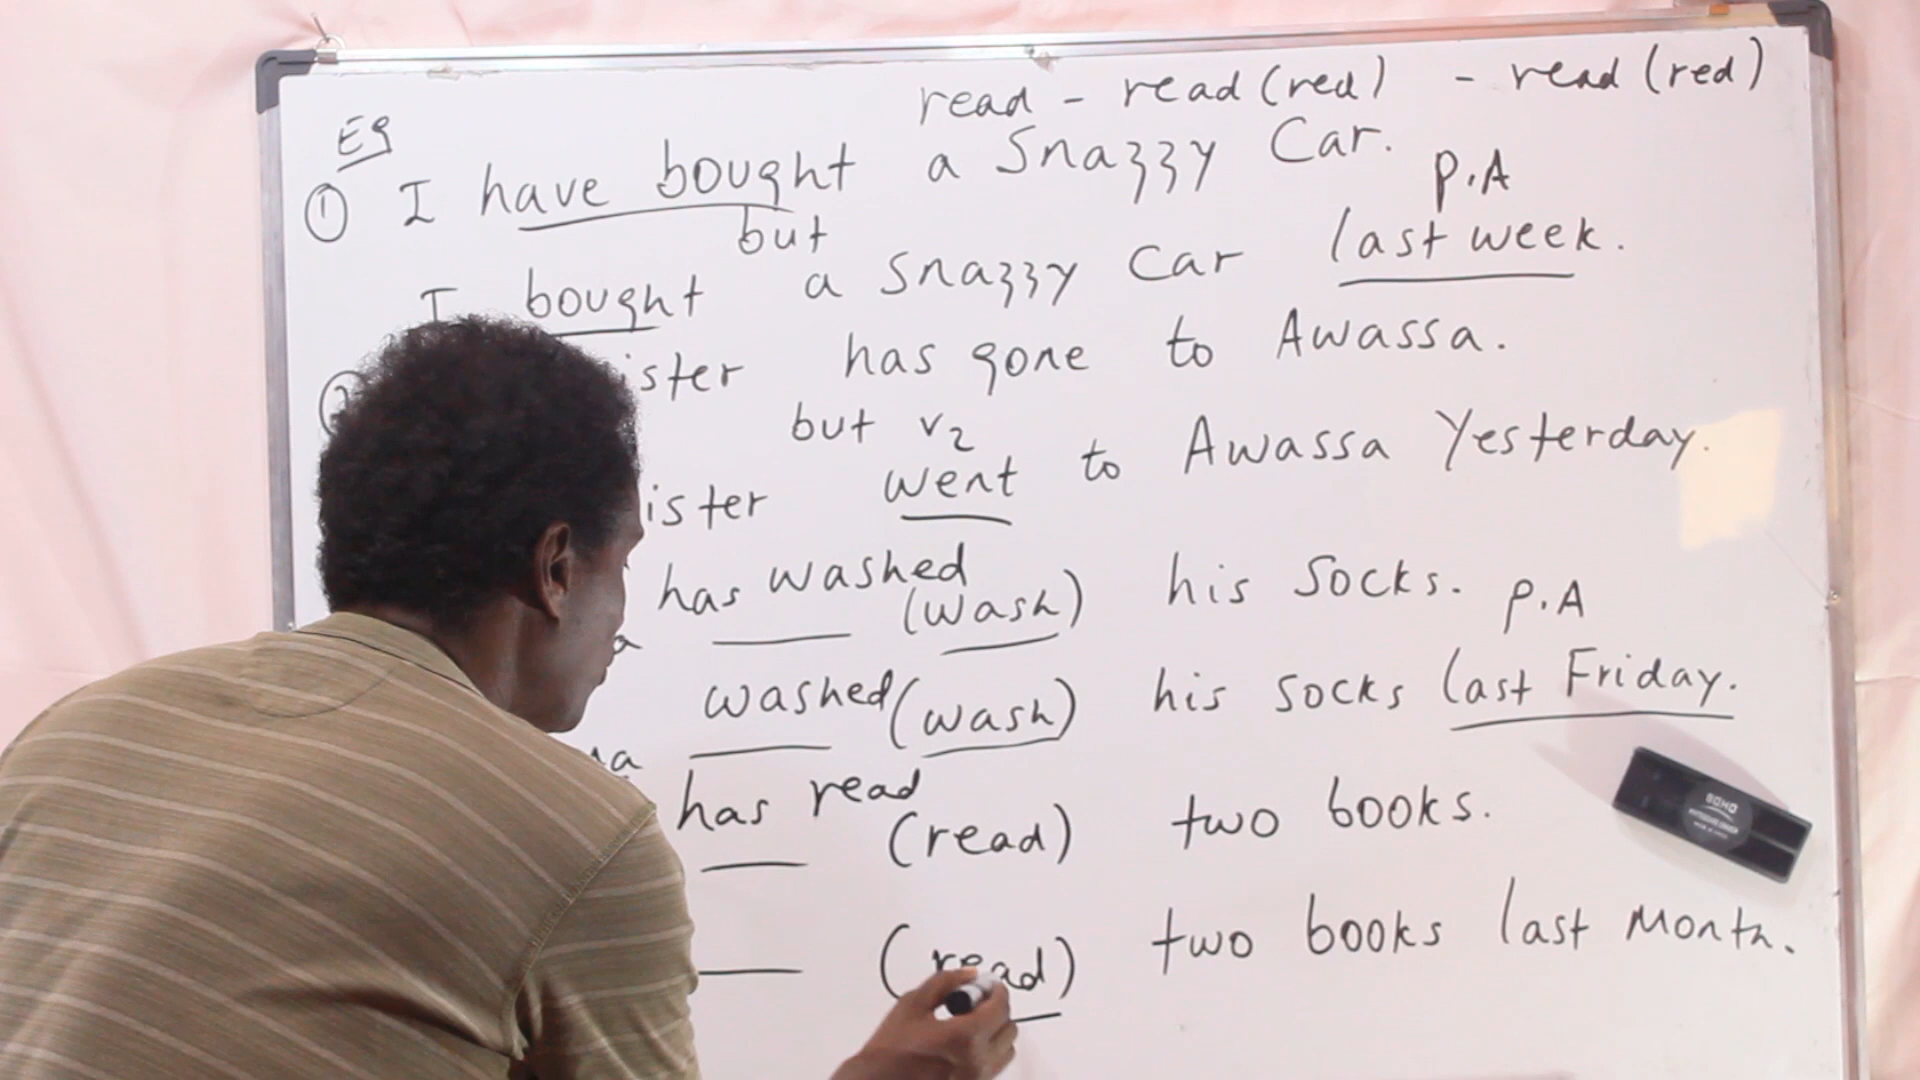 read - read (red) - read (red)
Eg
① I have bought a Snazzy Car.
but
P.A
I bought a snazzy car last week.
ister has gone to Awassa.
but v2
ister went to Awassa Yesterday.
has washed
(wash) his socks.
P.A
washed (wash) his socks last Friday.
has read
(read) two books.
(read) two books last month.